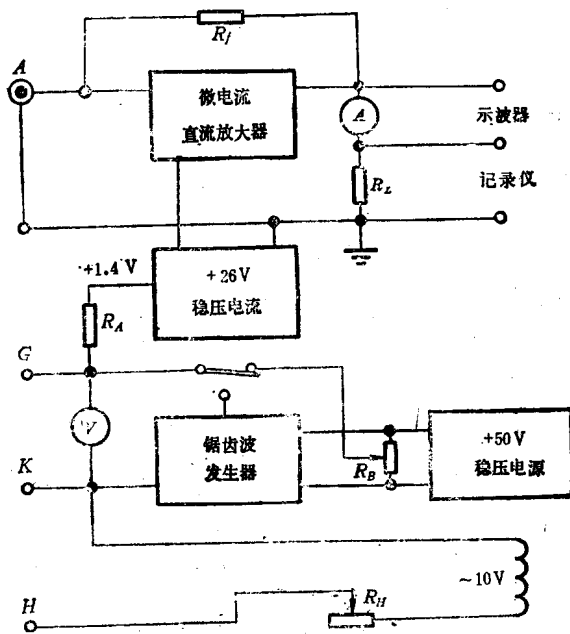 R_f
A
微电流
直流放大器
A
示波器
R_L
记录仪
+1.4 V
+26V
稳压电流
R_A
G
V
锯齿波
发生器
R_B
+50V
稳压电源
K
~10V
H
R_H